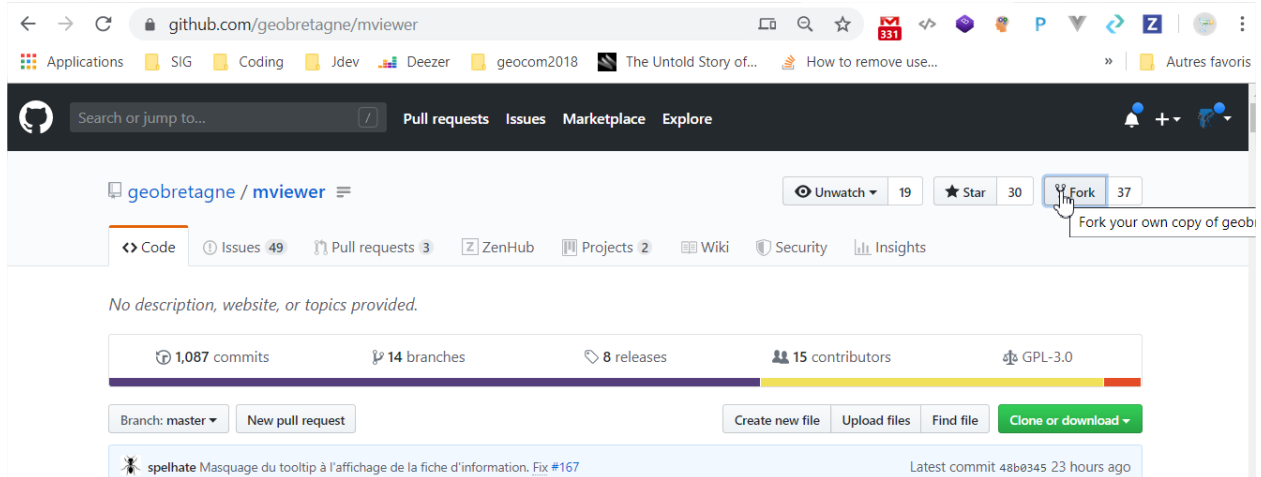 github.com/geobretagne/mviewer
331
P
Z
Applications SIG Coding Jdev Deezer geocom2018 The Untold Story of... How to remove use... » Autres favoris
Search or jump to... / Pull requests Issues Marketplace Explore
geobretagne / mviewer Unwatch 19 Star 30 Fork 37
Fork your own copy of geob
Code Issues 49 Pull requests 3 Z ZenHub Projects 2 Wiki Security Insights
No description, website, or topics provided.
1,087 commits 14 branches 8 releases 15 contributors GPL-3.0
Branch: master New pull request Create new file Upload files Find file Clone or download
spelhate Masquage du tooltip à l'affichage de la fiche d'information. Fix #167 Latest commit 48b0345 23 hours ago